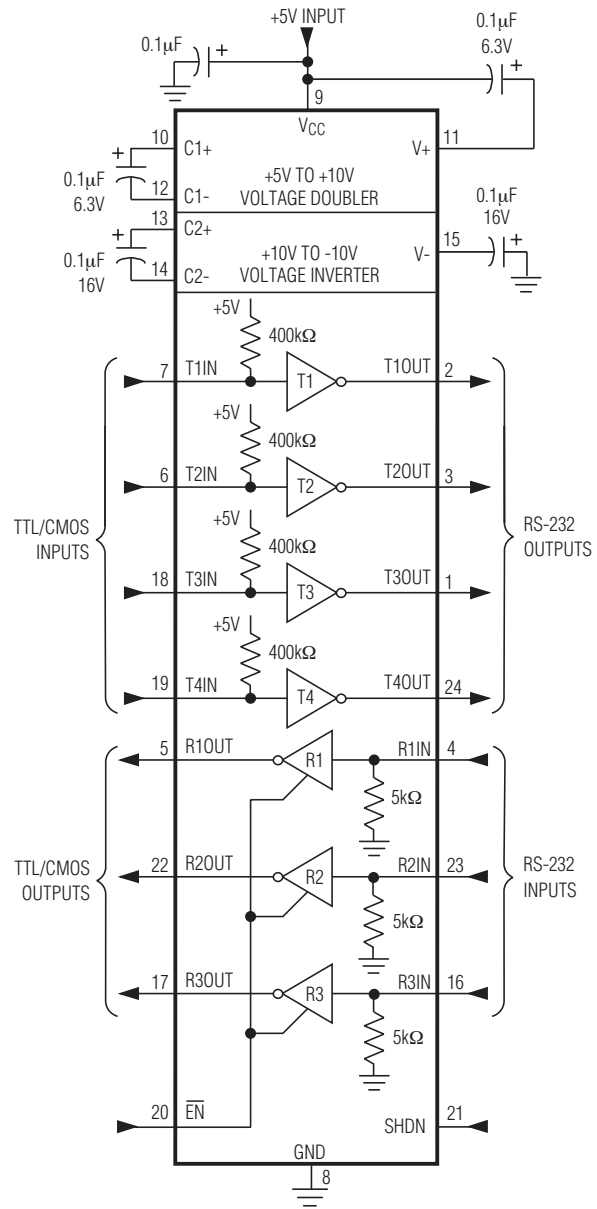 +5V INPUT
0.1µF
+
0.1µF
6.3V
+
9
VCC
10
C1+
V+
11
+
0.1µF
6.3V
12
C1-
+5V TO +10V
VOLTAGE DOUBLER
13
C2+
+
0.1µF
16V
14
C2-
+10V TO -10V
VOLTAGE INVERTER
V-
15
0.1µF
16V
+
+5V
400kΩ
7
T1IN
T1
T1OUT
2
+5V
400kΩ
6
T2IN
T2
T2OUT
3
TTL/CMOS
INPUTS
RS-232
OUTPUTS
+5V
400kΩ
18
T3IN
T3
T3OUT
1
+5V
400kΩ
19
T4IN
T4
T4OUT
24
5
R1OUT
R1
R1IN
4
5kΩ
22
R2OUT
R2
R2IN
23
5kΩ
TTL/CMOS
OUTPUTS
RS-232
INPUTS
17
R3OUT
R3
R3IN
16
5kΩ
20
EN
SHDN
21
GND
8